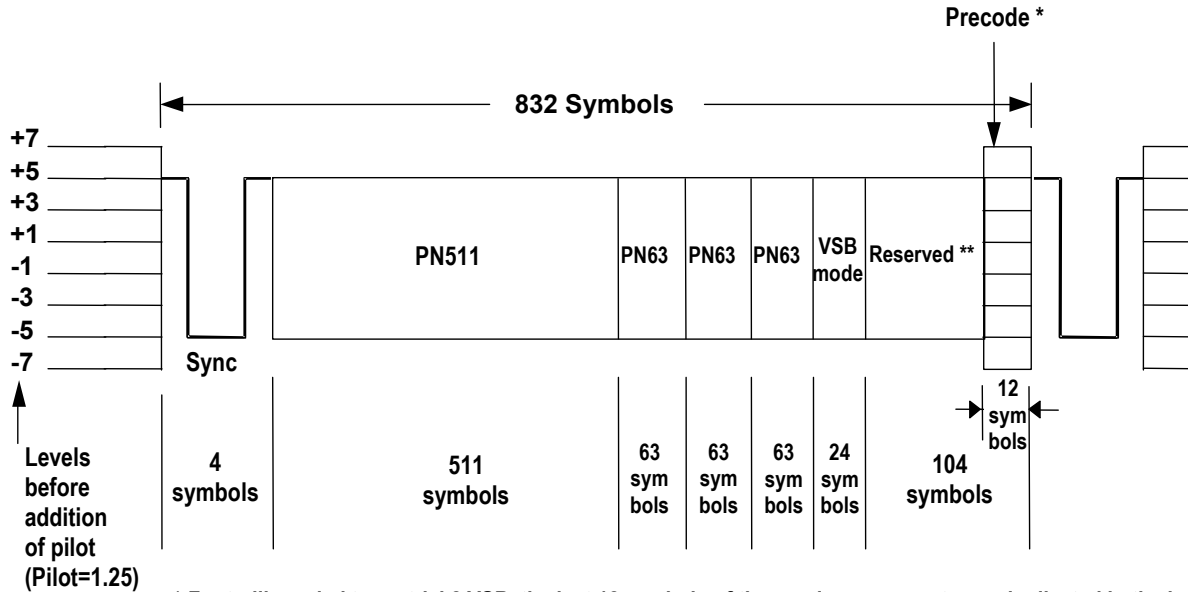 Precode *
832 Symbols
+7
+5
+3
+1
-1
-3
-5
-7
PN511
PN63
PN63
PN63
VSB
mode
Reserved **
Sync
12
sym
bols
Levels
before
addition
of pilot
(Pilot=1.25)
4
symbols
511
symbols
63
sym
bols
63
sym
bols
63
sym
bols
24
sym
bols
104
symbols